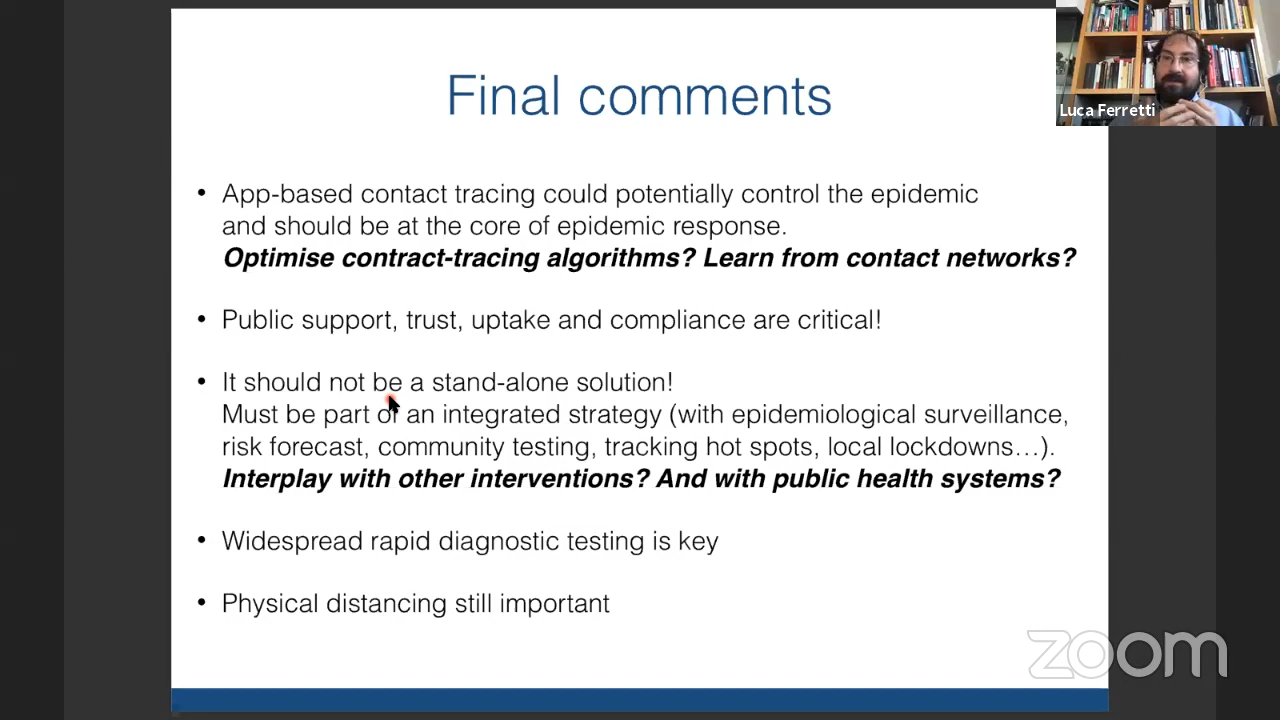 Final comments
Luca Ferretti
• App-based contact tracing could potentially control the epidemic
and should be at the core of epidemic response.
Optimise contract-tracing algorithms? Learn from contact networks?
• Public support, trust, uptake and compliance are critical!
• It should not be a stand-alone solution!
Must be part of an integrated strategy (with epidemiological surveillance,
risk forecast, community testing, tracking hot spots, local lockdowns…).
Interplay with other interventions? And with public health systems?
• Widespread rapid diagnostic testing is key
• Physical distancing still important
zoom